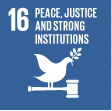 16 PEACE, JUSTICE
AND STRONG
INSTITUTIONS